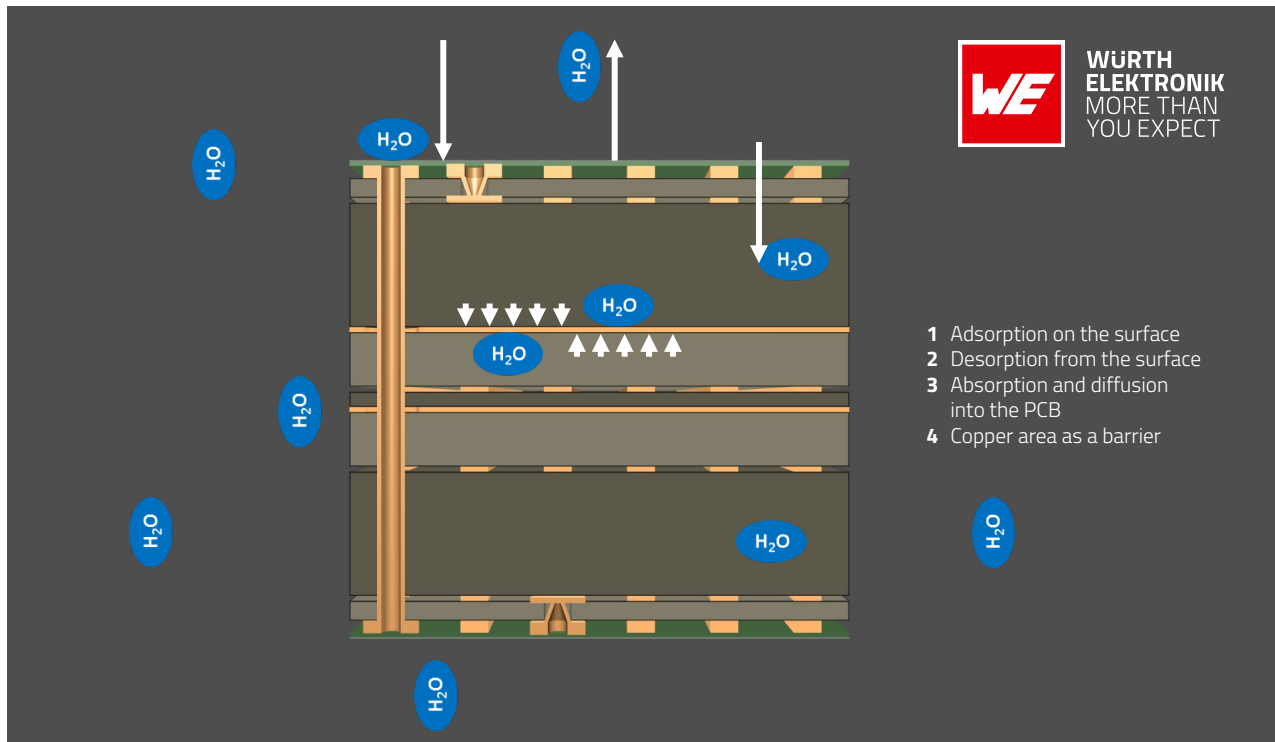 H₂O
WÜRTH
ELEKTRONIK
MORE THAN
YOU EXPECT
H₂O
H₂O
H₂O
H₂O
H₂O
1 Adsorption on the surface
H₂O
2 Desorption from the surface
3 Absorption and diffusion
into the PCB
H₂O
4 Copper area as a barrier
H₂O
H₂O
H₂O
H₂O
WE